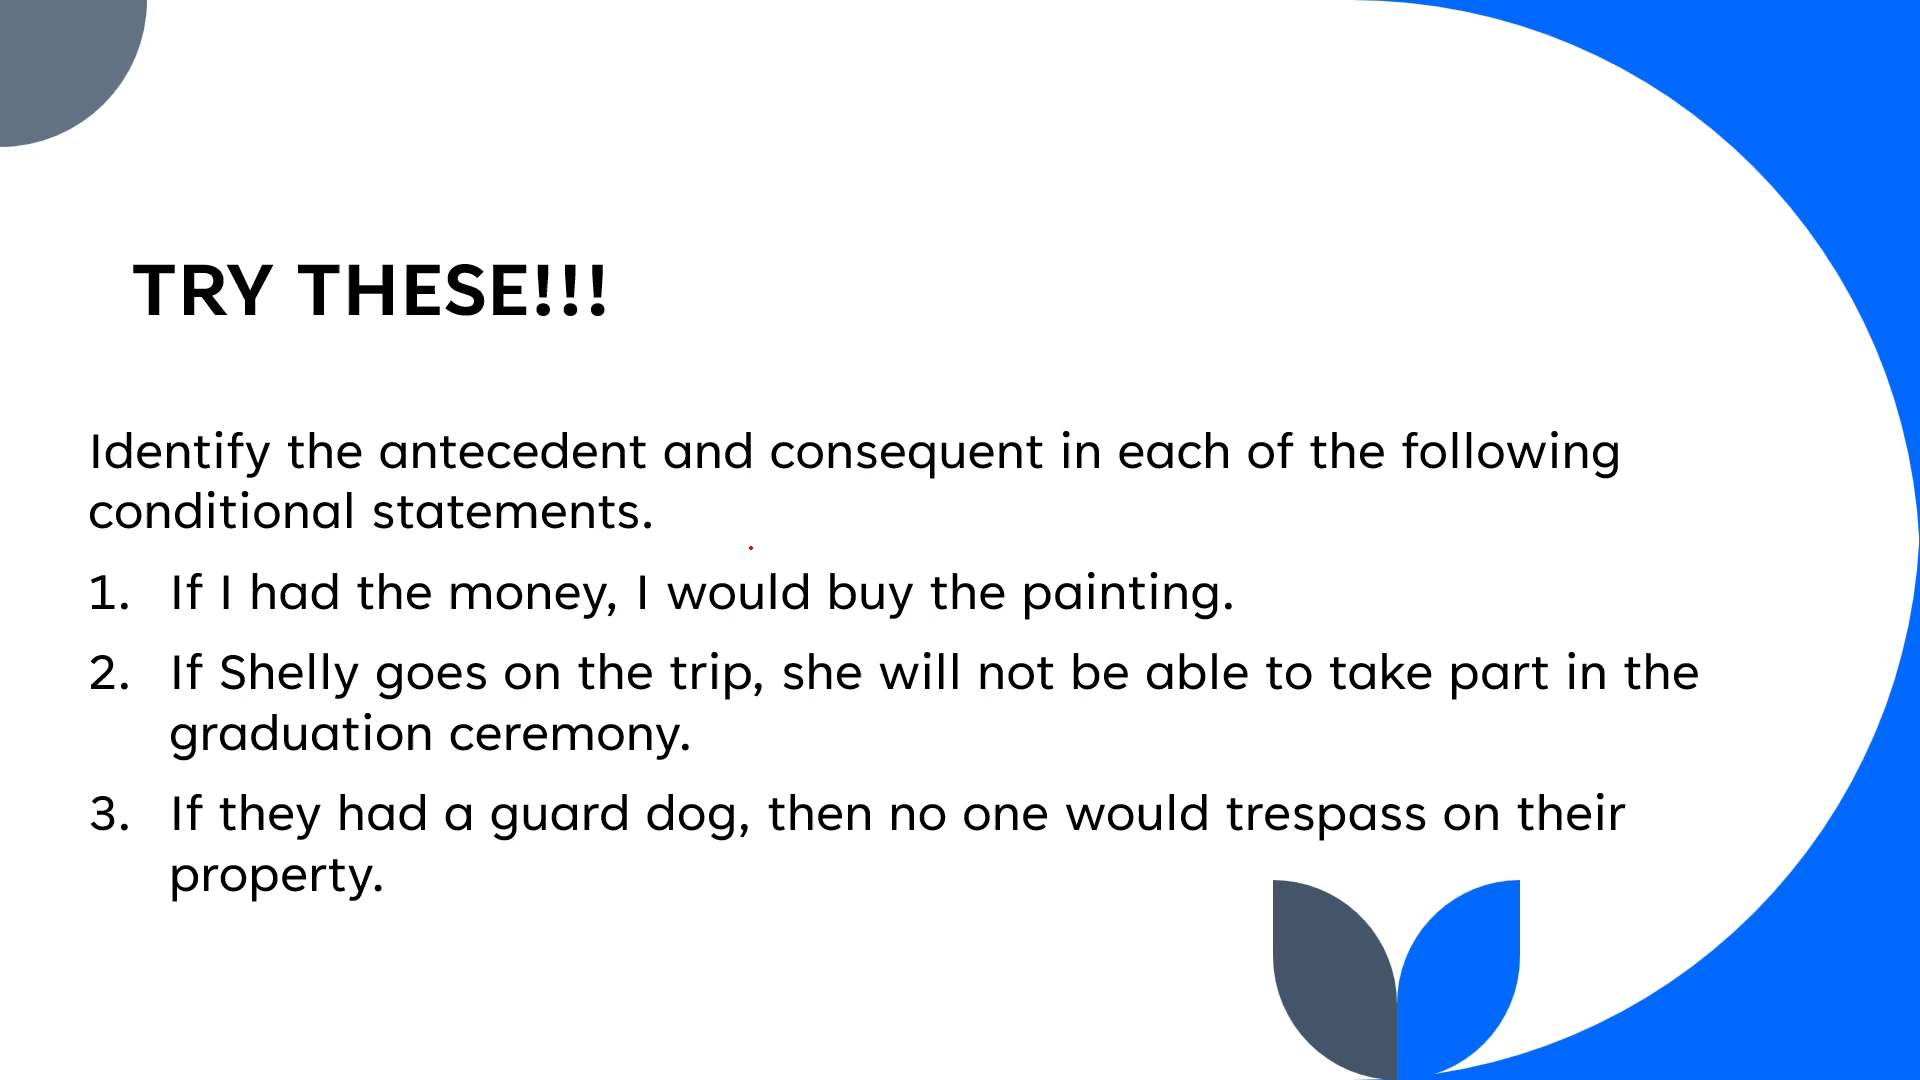 TRY THESE!!!
Identify the antecedent and consequent in each of the following
conditional statements.
1. If I had the money, I would buy the painting.
2. If Shelly goes on the trip, she will not be able to take part in the
graduation ceremony.
3. If they had a guard dog, then no one would trespass on their
property.